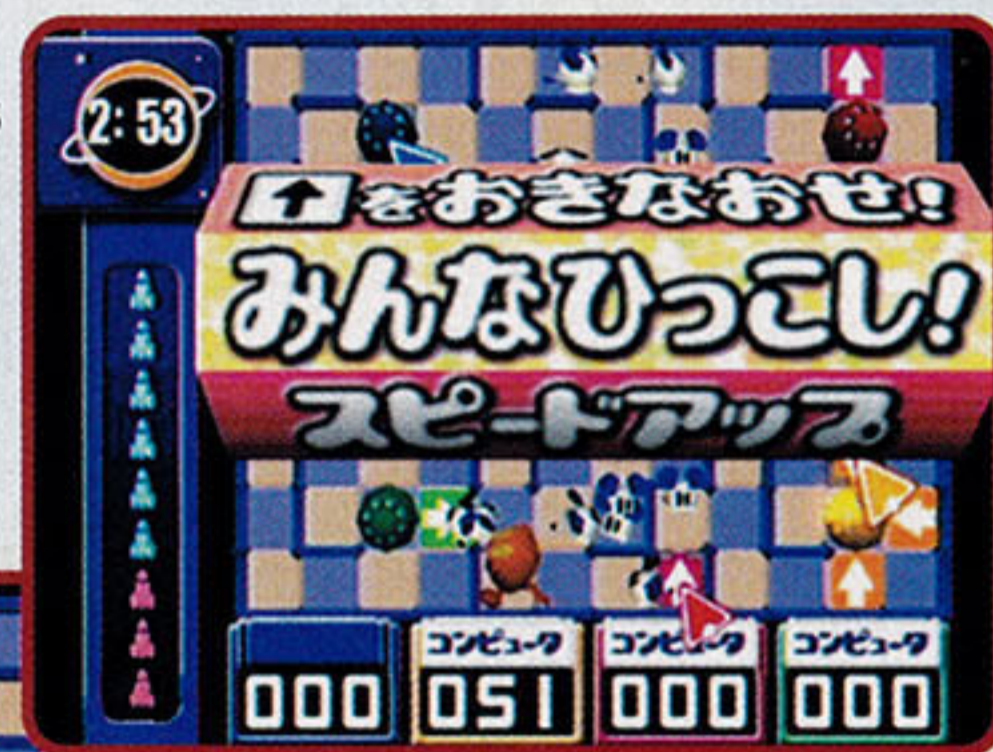 2:53
↑をおきなおせ!
みんなひっこし!
スピードアップ
コンピュータ コンピュータ コンピュータ
000 051 000 000